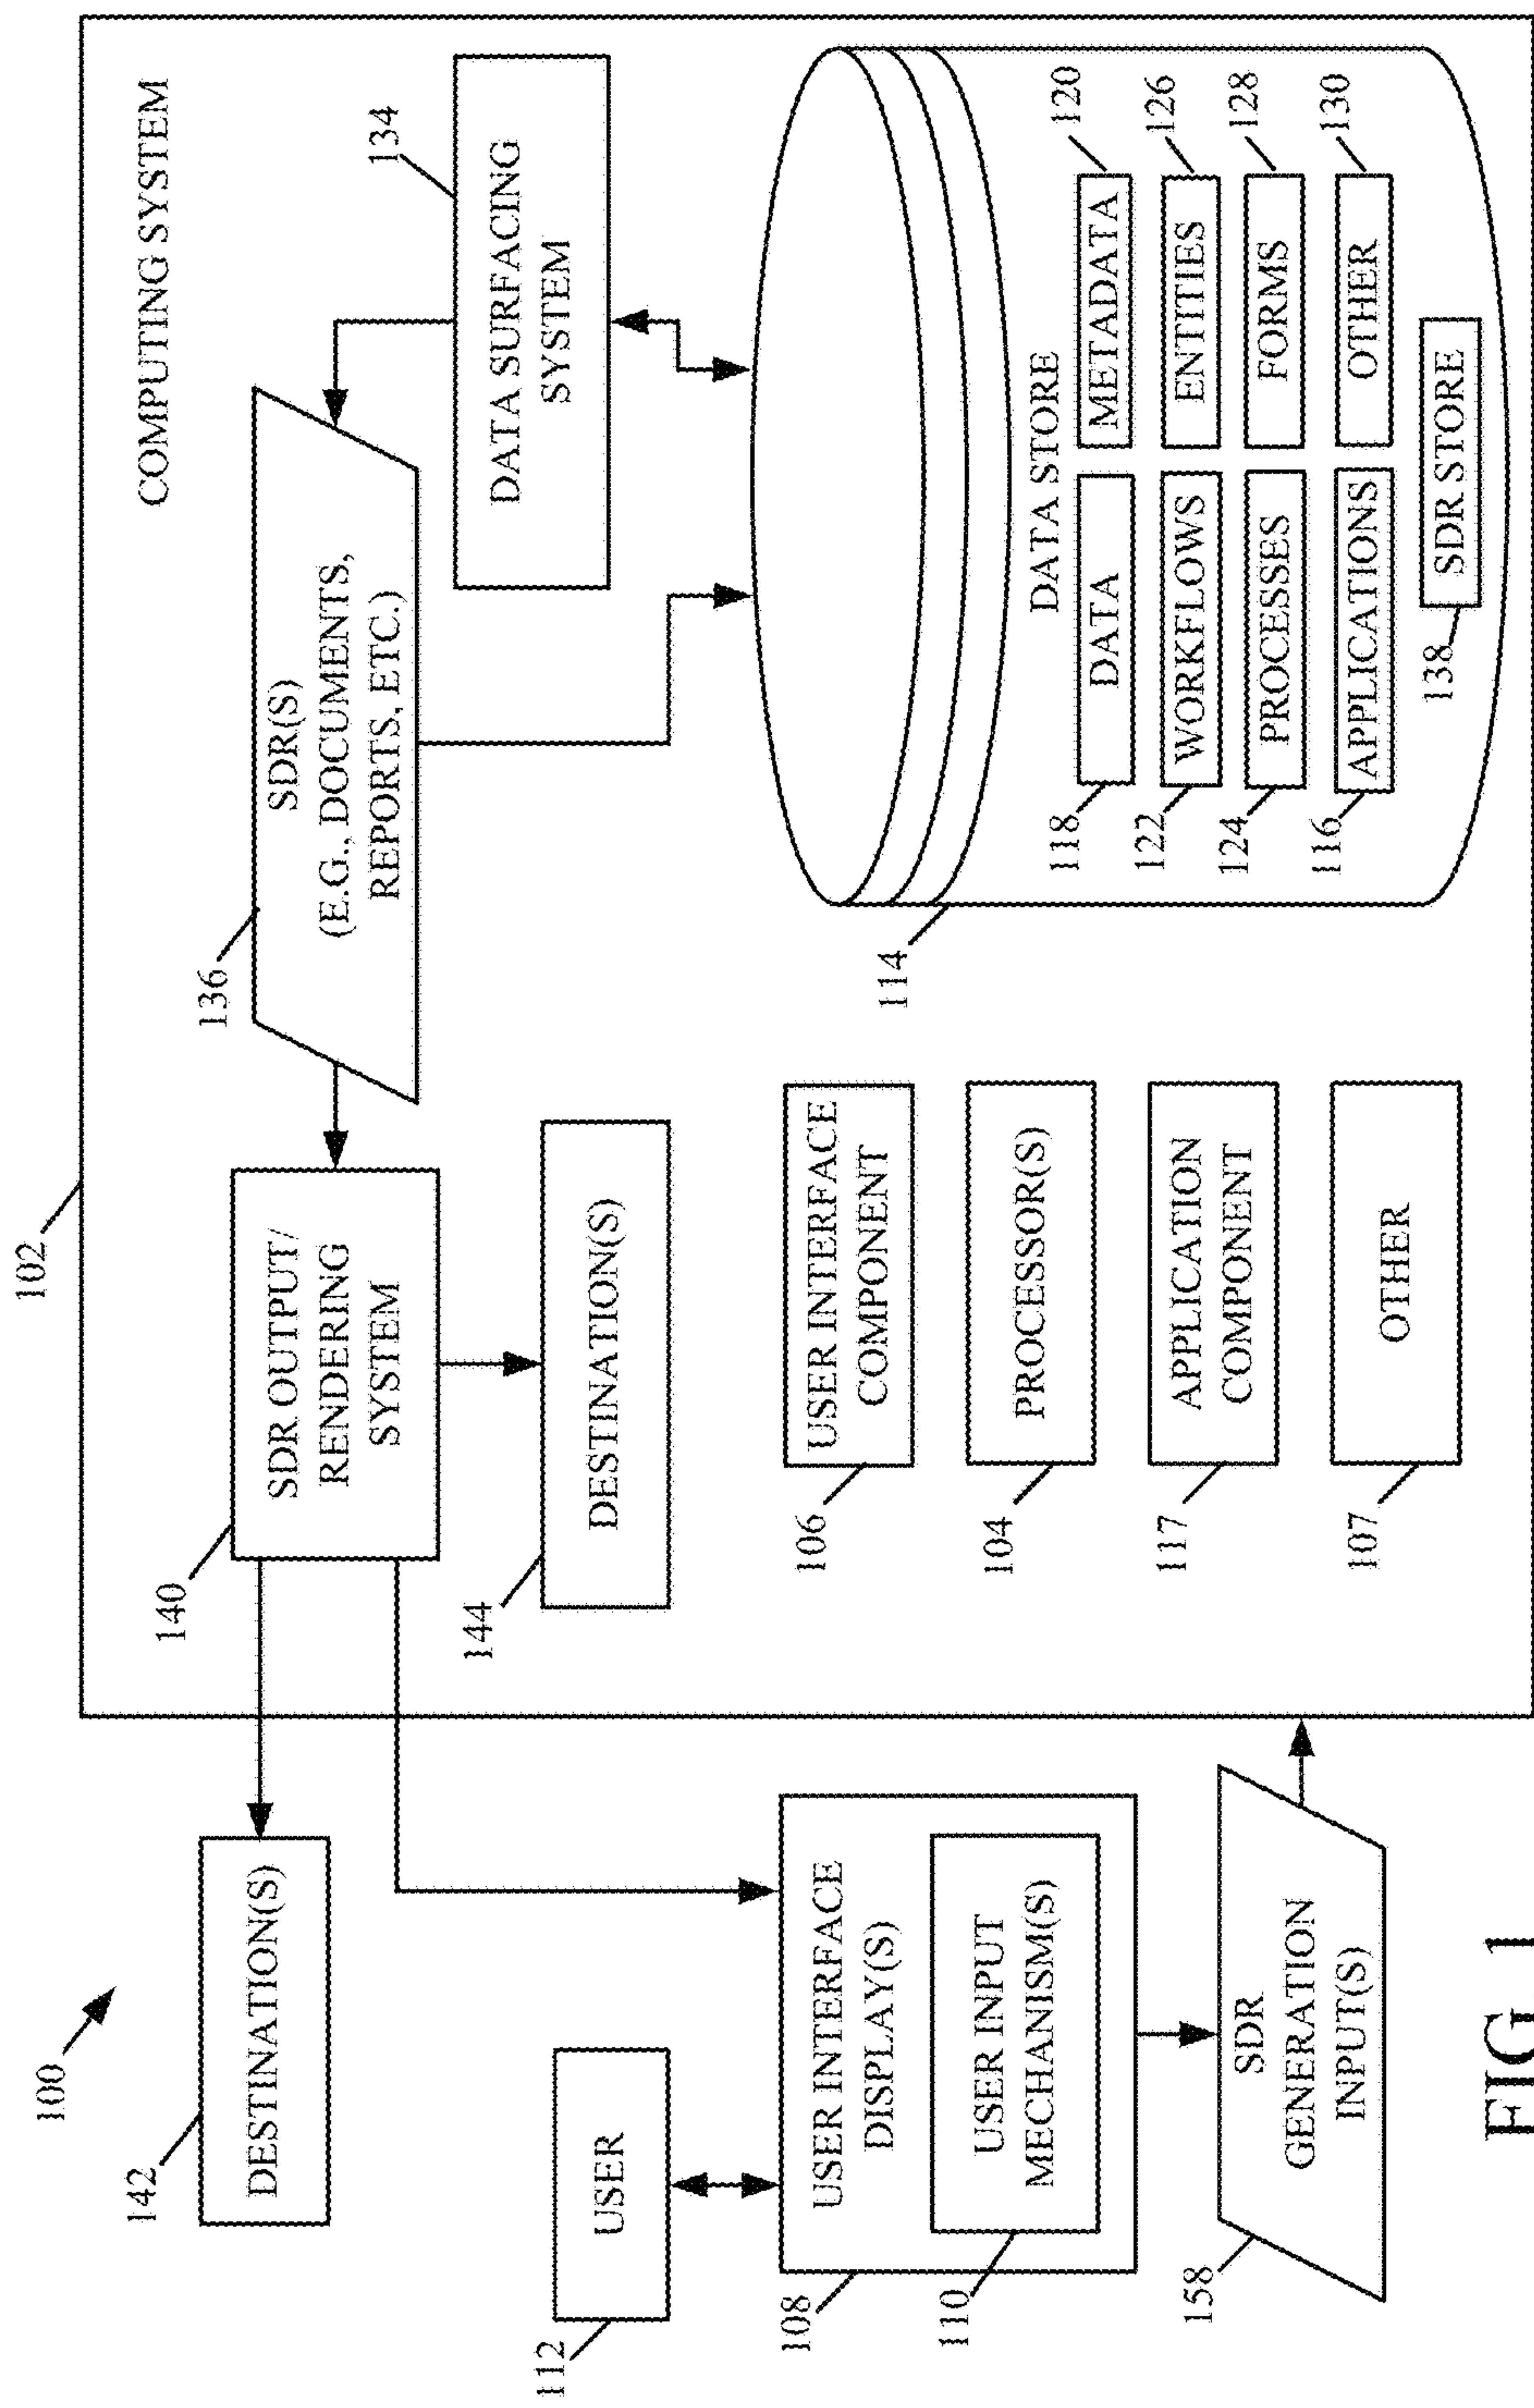 100
102
COMPUTING SYSTEM
142
DESTINATION(S)
140
SDR OUTPUT/
RENDERING
SYSTEM
136
SDR(S)
(E.G., DOCUMENTS,
REPORTS, ETC.)
134
DATA SURFACING
SYSTEM
144
DESTINATION(S)
112
USER
108
USER INTERFACE
DISPLAY(S)
110
USER INPUT
MECHANISM(S)
158
SDR
GENERATION
INPUT(S)
106
USER INTERFACE
COMPONENT
104
PROCESSOR(S)
117
APPLICATION
COMPONENT
107
OTHER
114
DATA STORE
118
DATA
METADATA
120
122
WORKFLOWS
ENTITIES
126
124
PROCESSES
FORMS
128
116
APPLICATIONS
OTHER
130
138
SDR STORE
FIG. 1